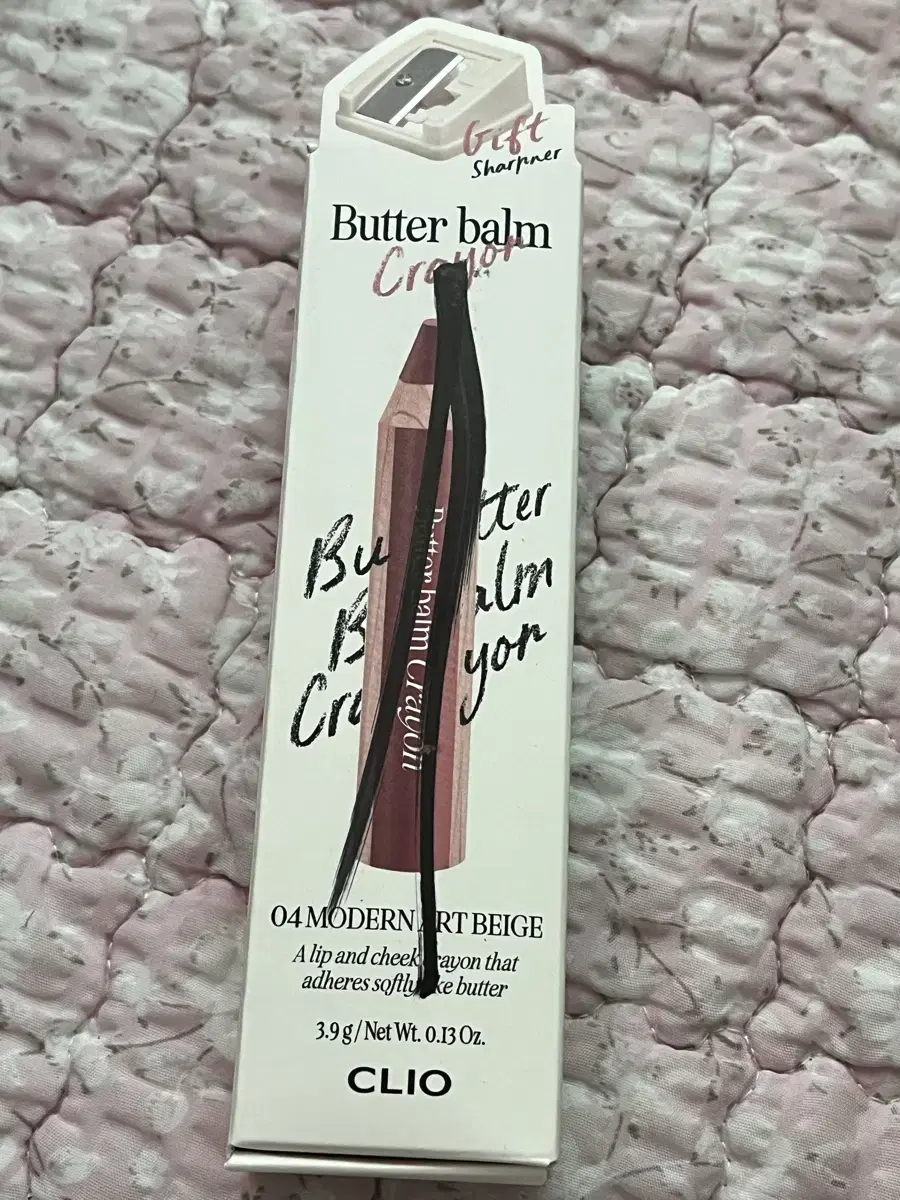 Gift
Sharpner
Butter balm
Crayon
Butter
Balm
Crayon
Butter balm Crayon
04 MODERN ART BEIGE
A lip and cheek crayon that
adheres softly like butter
3.9 g / Net Wt. 0.13 Oz.
CLIO